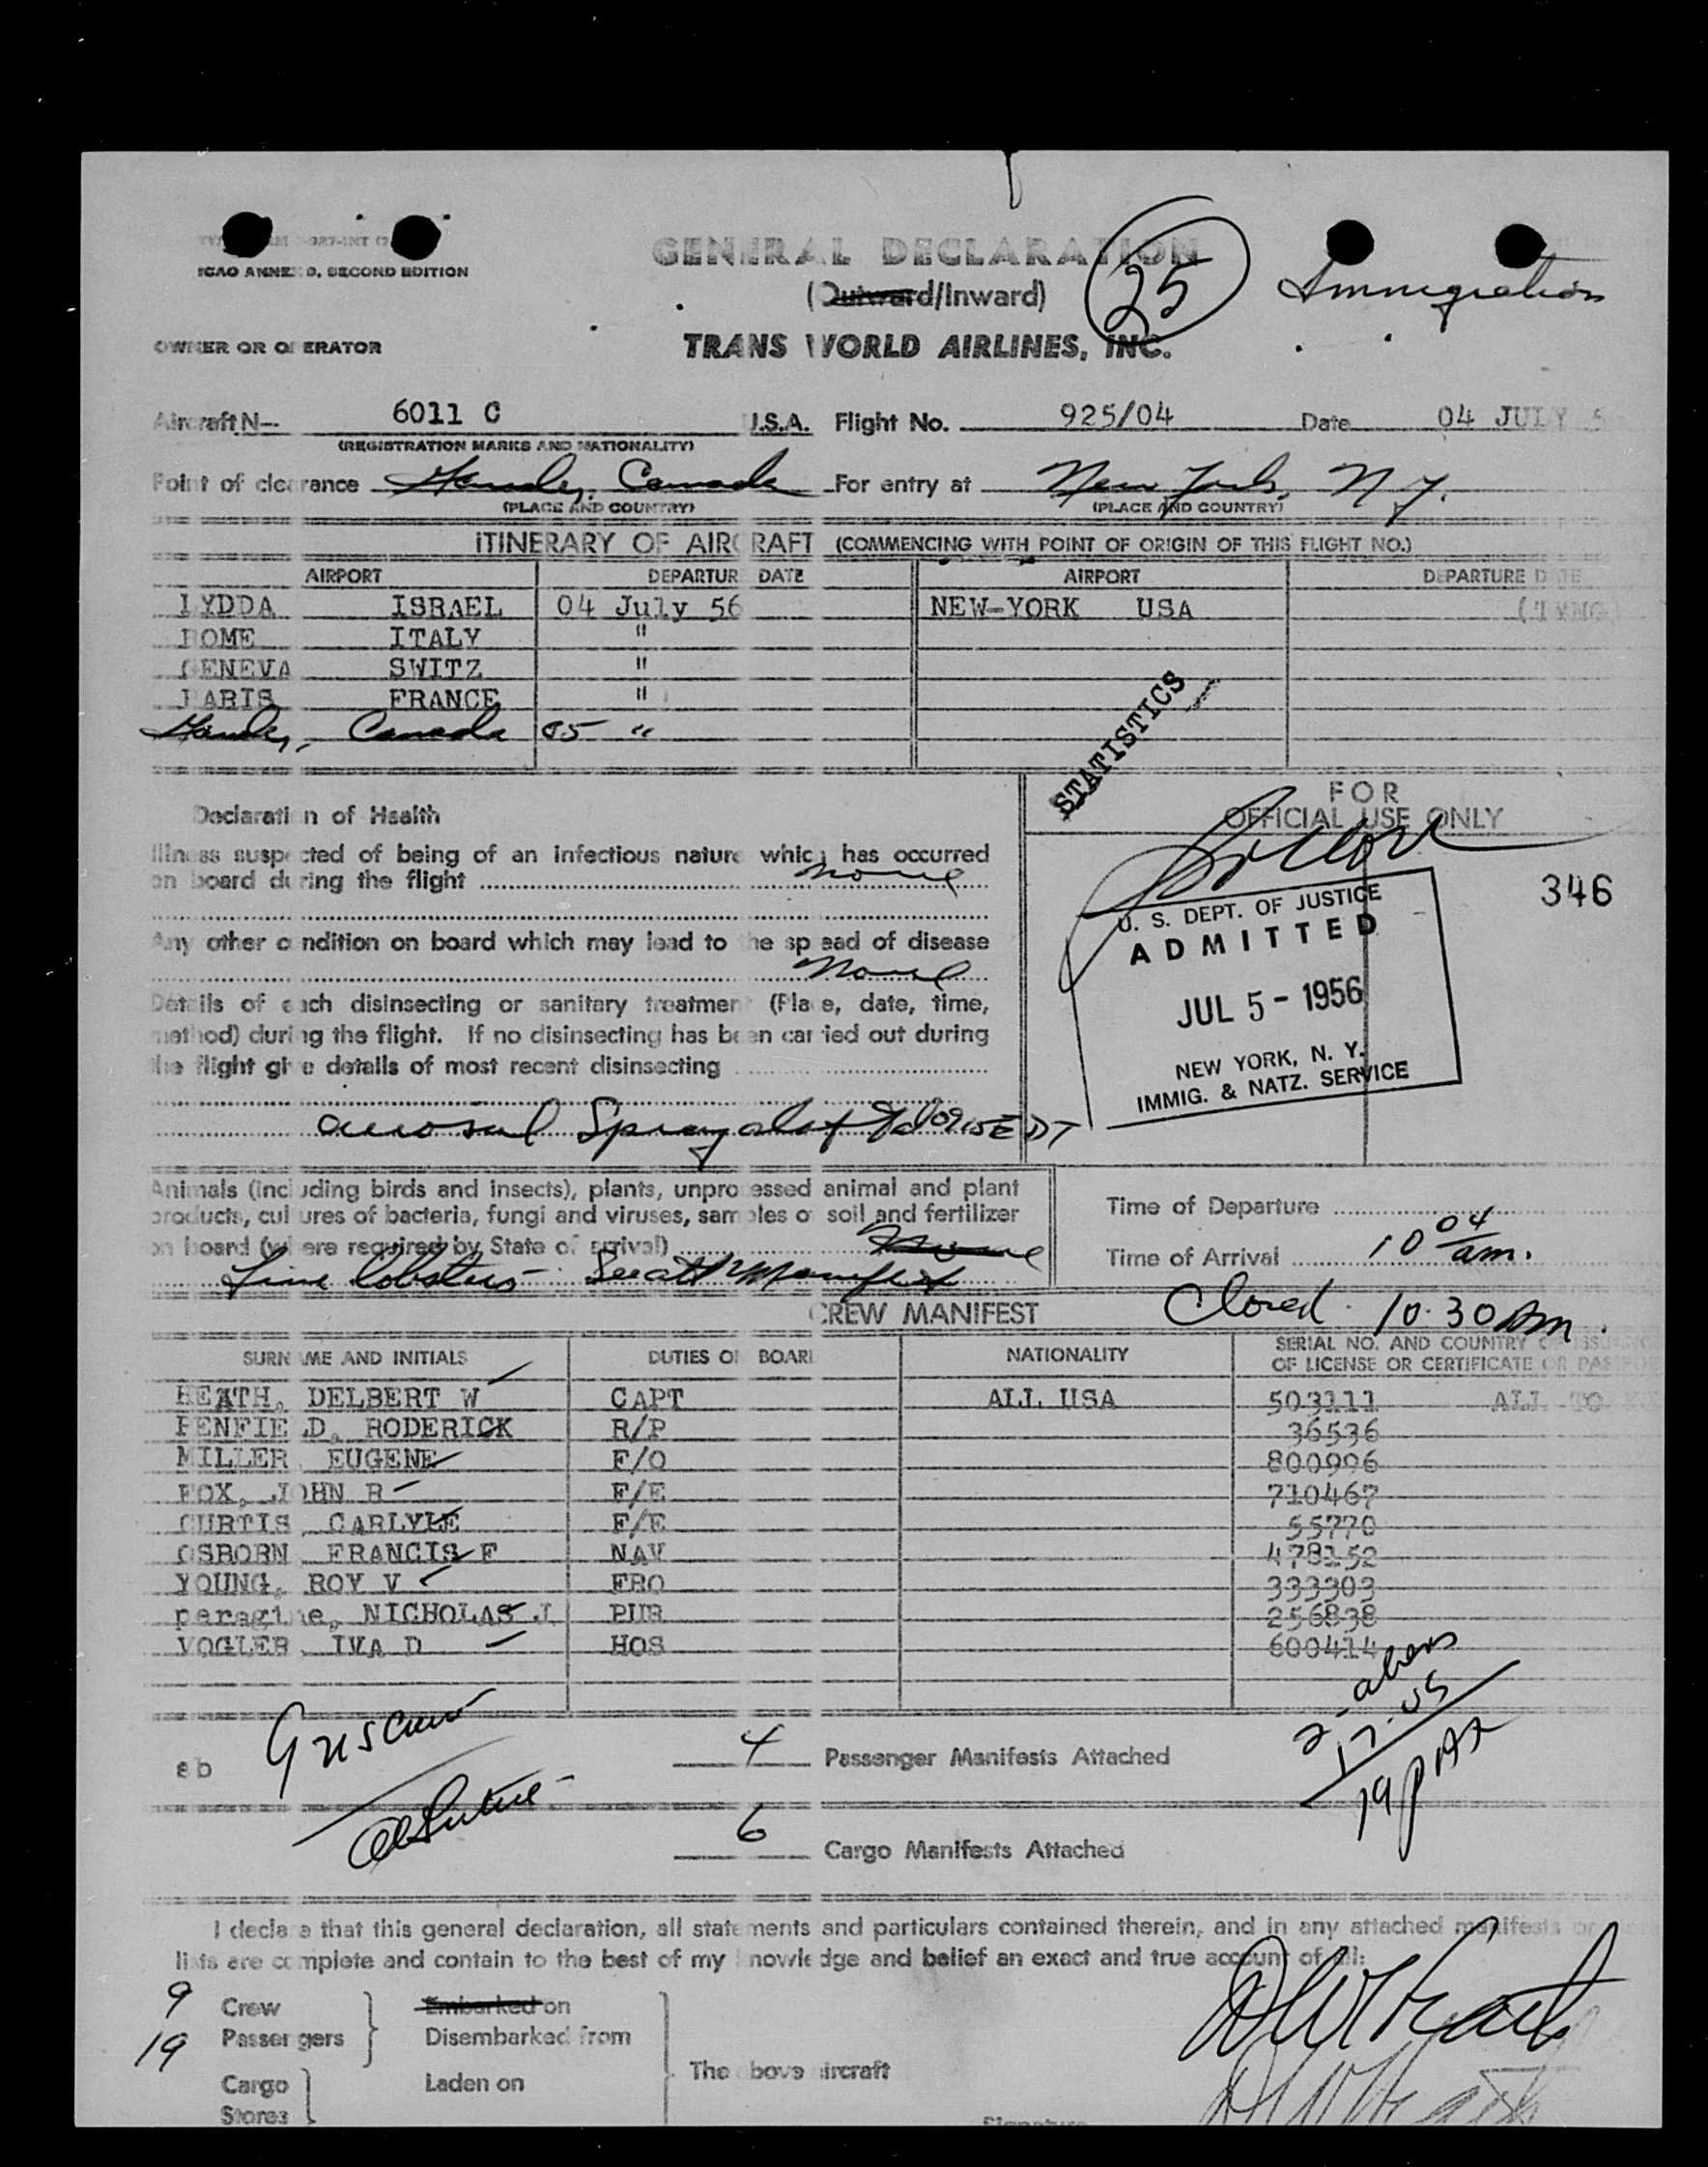 ICAO ANNEX 9, SECOND EDITION
GENERAL DECLARATION
(Outward/Inward)
25
Immigration
OWNER OR OPERATOR
TRANS WORLD AIRLINES, INC.
Aircraft N-- 6011 C U.S.A. Flight No. 925/04 Date 04 JULY 5
(REGISTRATION MARKS AND NATIONALITY)
Point of clearance Gander, Canada For entry at New York, N.Y.
(PLACE AND COUNTRY) (PLACE AND COUNTRY)
ITINERARY OF AIRCRAFT (COMMENCING WITH POINT OF ORIGIN OF THIS FLIGHT NO.)
AIRPORT DEPARTURE DATE AIRPORT DEPARTURE DATE
LYDDA ISRAEL 04 July 56 NEW-YORK USA
ROME ITALY "
GENEVA SWITZ "
PARIS FRANCE "
Gander, Canada 05 "
STATISTICS
FOR
OFFICIAL USE ONLY
Declaration of Health
Illness suspected of being of an infectious nature which has occurred
on board during the flight none
Any other condition on board which may lead to the spread of disease
None
Details of each disinsecting or sanitary treatment (Place, date, time,
method) during the flight. If no disinsecting has been carried out during
the flight give details of most recent disinsecting
346
U. S. DEPT. OF JUSTICE
ADMITTED
JUL 5 - 1956
NEW YORK, N. Y.
IMMIG. & NATZ. SERVICE
Animals (including birds and insects), plants, unprocessed animal and plant
products, cultures of bacteria, fungi and viruses, samples of soil and fertilizer
on board (where required by State of arrival) None
Live lobsters Manifest
Time of Departure
Time of Arrival 10 04 am.
Closed 10:30 Am.
CREW MANIFEST
SURNAME AND INITIALS DUTIES ON BOARD NATIONALITY SERIAL NO. AND COUNTRY OF ISSUE
OF LICENSE OR CERTIFICATE OR PASSPORT
HEATH, DELBERT W CAPT ALL USA 503111 ALL TO
PENFIELD, RODERICK R/P 36536
MILLER EUGENE F/O 800996
FOX, JOHN R F/E 710467
CURTIS, CARLYLE F/E 55770
OSBORN FRANCIS F NAV 478152
YOUNG, ROY V FRO 333303
paragine, NICHOLAS J PUR 256838
VOGLER, IVA D HOS 600414
2- aliens
17- US
19 pax
4 Passenger Manifests Attached
6 Cargo Manifests Attached
I declare that this general declaration, all statements and particulars contained therein, and in any attached manifests or
lists are complete and contain to the best of my knowledge and belief an exact and true account of all:
9 Crew Embarked on
19 Passengers Disembarked from
The above aircraft
Cargo Laden on
Stores
Signature
DW Heath